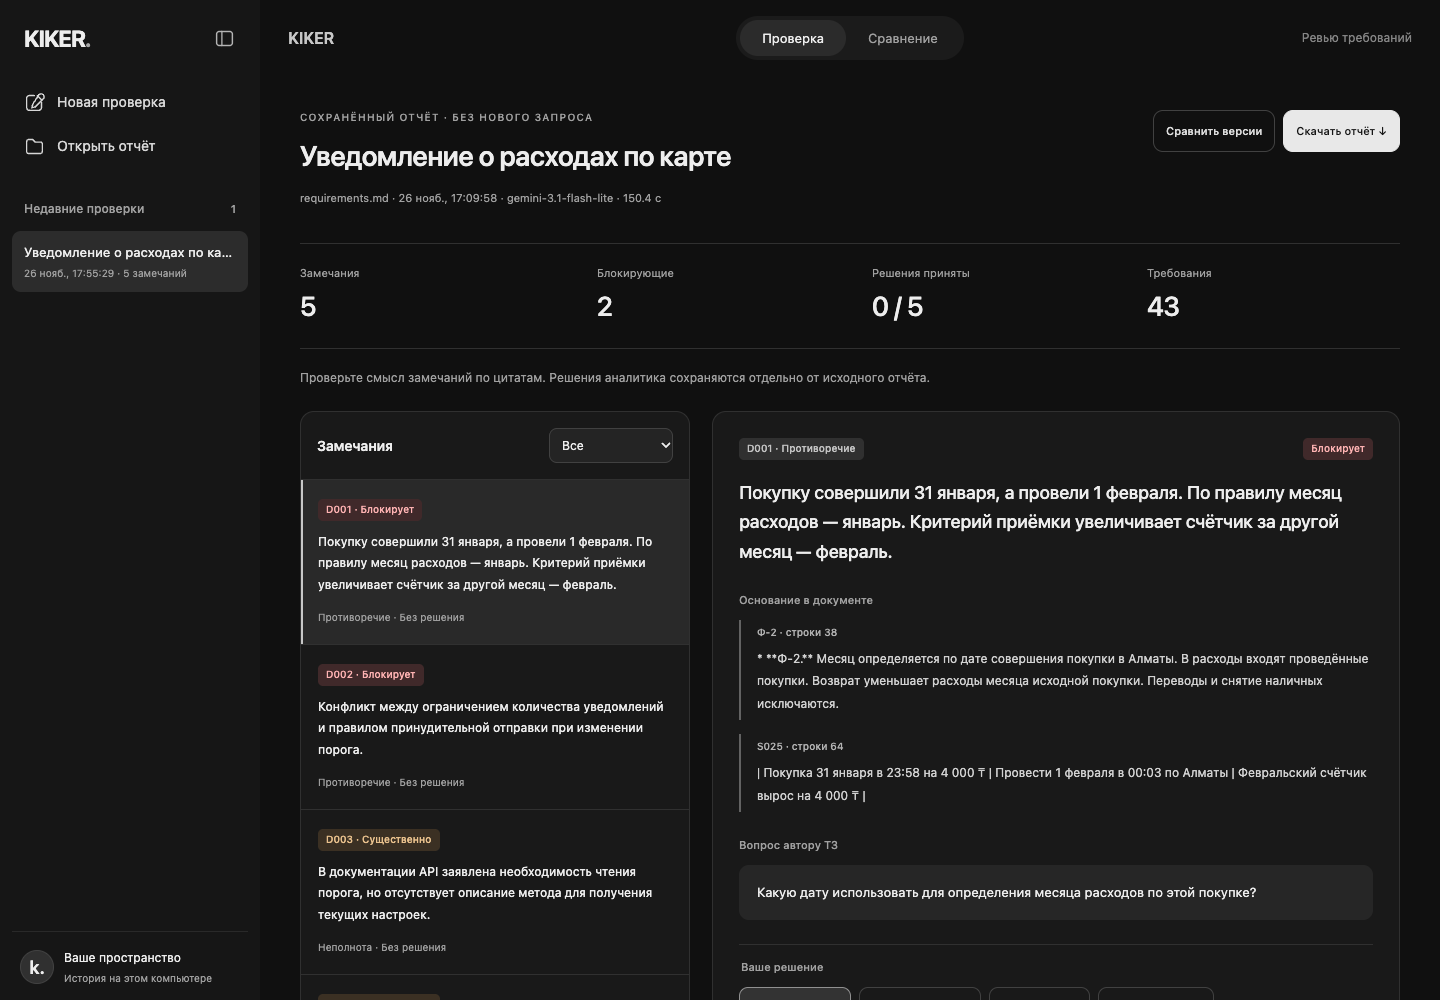 KIKER.
Новая проверка
Открыть отчёт
Недавние проверки 1
Уведомление о расходах по ка...
26 нояб., 17:55:29 · 5 замечаний
k.
Ваше пространство
История на этом компьютере
KIKER
Проверка Сравнение
Ревью требований
СОХРАНЁННЫЙ ОТЧЁТ · БЕЗ НОВОГО ЗАПРОСА
Уведомление о расходах по карте
requirements.md · 26 нояб., 17:09:58 · gemini-3.1-flash-lite · 150.4 с
Сравнить версии
Скачать отчёт ↓
Замечания
5
Блокирующие
2
Решения приняты
0 / 5
Требования
43
Проверьте смысл замечаний по цитатам. Решения аналитика сохраняются отдельно от исходного отчёта.
Замечания
Все
D001 · Блокирует
Покупку совершили 31 января, а провели 1 февраля. По
правилу месяц расходов — январь. Критерий приёмки
увеличивает счётчик за другой месяц — февраль.
Противоречие · Без решения
D002 · Блокирует
Конфликт между ограничением количества уведомлений
и правилом принудительной отправки при изменении
порога.
Противоречие · Без решения
D003 · Существенно
В документации API заявлена необходимость чтения
порога, но отсутствует описание метода для получения
текущих настроек.
Неполнота · Без решения
D001 · Противоречие
Блокирует
Покупку совершили 31 января, а провели 1 февраля. По правилу месяц
расходов — январь. Критерий приёмки увеличивает счётчик за другой
месяц — февраль.
Основание в документе
Ф-2 · строки 38
* **Ф-2.** Месяц определяется по дате совершения покупки в Алматы. В расходы входят проведённые
покупки. Возврат уменьшает расходы месяца исходной покупки. Переводы и снятие наличных
исключаются.
S025 · строки 64
| Покупка 31 января в 23:58 на 4 000 ₸ | Провести 1 февраля в 00:03 по Алматы | Февральский счётчик
вырос на 4 000 ₸ |
Вопрос автору ТЗ
Какую дату использовать для определения месяца расходов по этой покупке?
Ваше решение